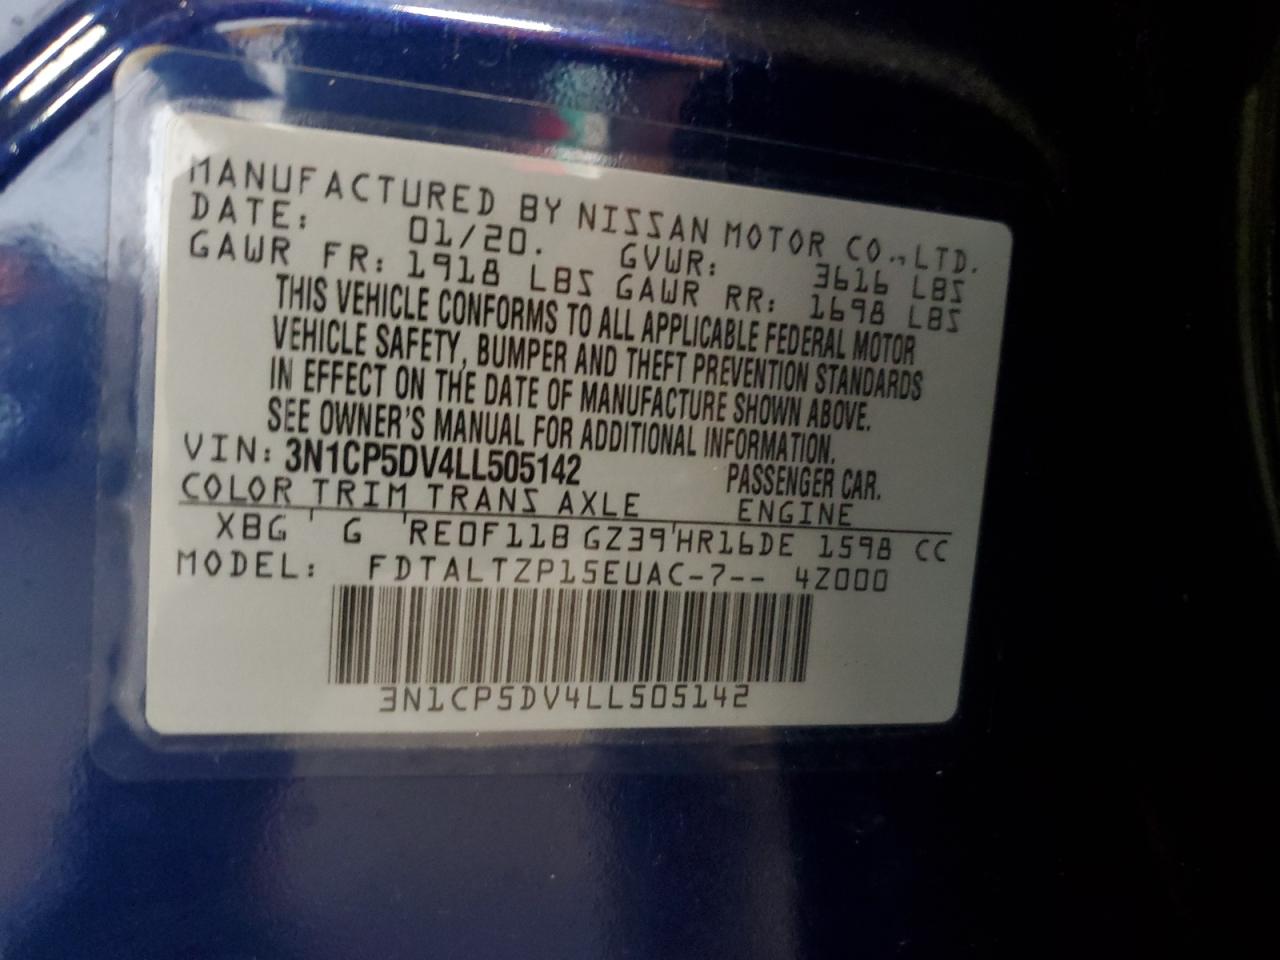 MANUFACTURED BY NISSAN MOTOR CO.,LTD.
DATE: 01/20. GVWR: 3616 LBS
GAWR FR: 1918 LBS GAWR RR: 1698 LBS
THIS VEHICLE CONFORMS TO ALL APPLICABLE FEDERAL MOTOR
VEHICLE SAFETY, BUMPER AND THEFT PREVENTION STANDARDS
IN EFFECT ON THE DATE OF MANUFACTURE SHOWN ABOVE.
SEE OWNER'S MANUAL FOR ADDITIONAL INFORMATION.
VIN: 3N1CP5DV4LL505142 PASSENGER CAR.
COLOR TRIM TRANS AXLE ENGINE
XBG ' G 'RE0F11B GZ39'HR16DE 1598 CC
MODEL: FDTALTZP15EUAC-7-- 4Z000
3N1CP5DV4LL505142